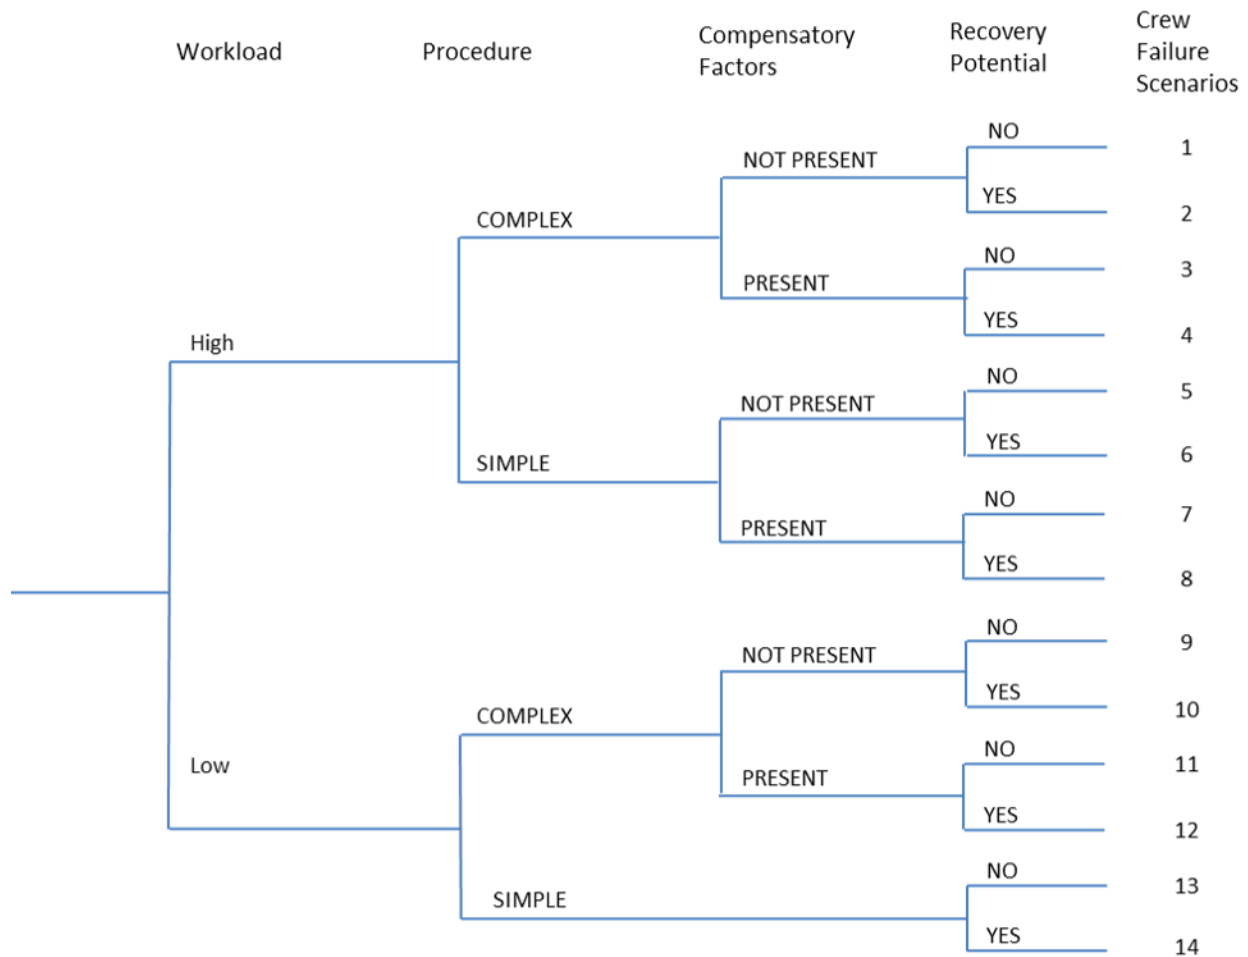 Workload
Procedure
Compensatory
Factors
Recovery
Potential
Crew
Failure
Scenarios
NO
1
NOT PRESENT
YES
2
COMPLEX
NO
3
PRESENT
YES
4
High
NO
5
NOT PRESENT
YES
6
SIMPLE
NO
7
PRESENT
YES
8
NO
9
NOT PRESENT
YES
10
COMPLEX
NO
11
Low
PRESENT
YES
12
NO
13
SIMPLE
YES
14